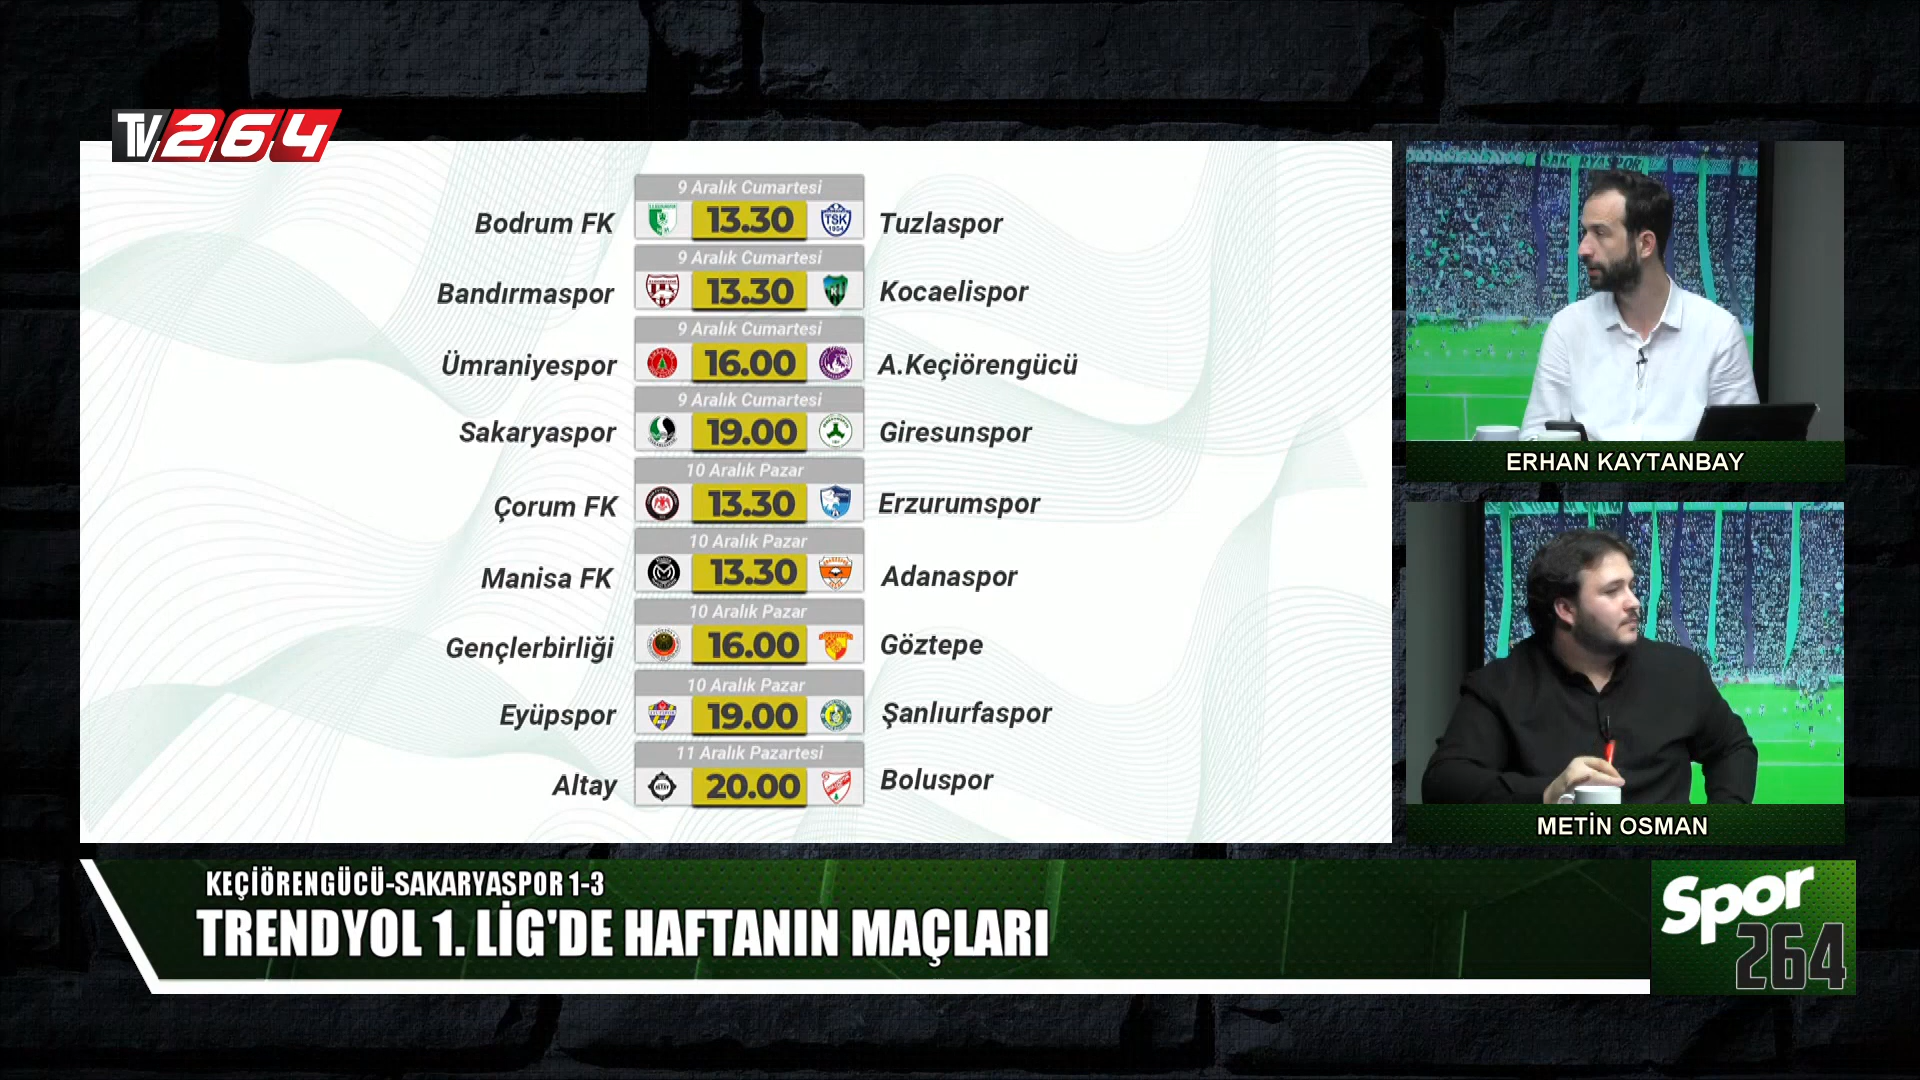 TV264
9 Aralık Cumartesi
Bodrum FK 13.30 TSK 1954 Tuzlaspor
9 Aralık Cumartesi
Bandırmaspor 13.30 Kocaelispor
9 Aralık Cumartesi
Ümraniyespor 16.00 A.Keçiörengücü
9 Aralık Cumartesi
Sakaryaspor 19.00 Giresunspor
10 Aralık Pazar
Çorum FK 13.30 Erzurumspor
10 Aralık Pazar
Manisa FK 13.30 Adanaspor
10 Aralık Pazar
Gençlerbirliği 16.00 Göztepe
10 Aralık Pazar
Eyüpspor 19.00 Şanlıurfaspor
11 Aralık Pazartesi
Altay ALTAY 20.00 Boluspor
SAKARYASPOR
ERHAN KAYTANBAY
METİN OSMAN
KEÇİÖRENGÜCÜ-SAKARYASPOR 1-3
TRENDYOL 1. LİG'DE HAFTANIN MAÇLARI
Spor
264